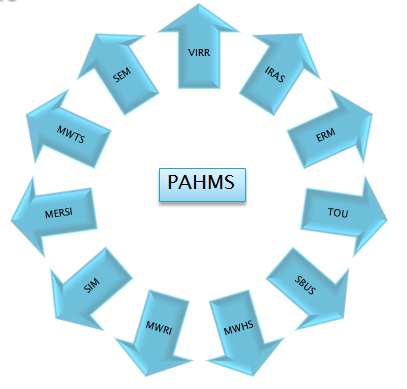 VIRR
IRAS
ERM
TOU
SBUS
MWHS
MWRI
SIM
MERSI
MWTS
SEM
PAHMS